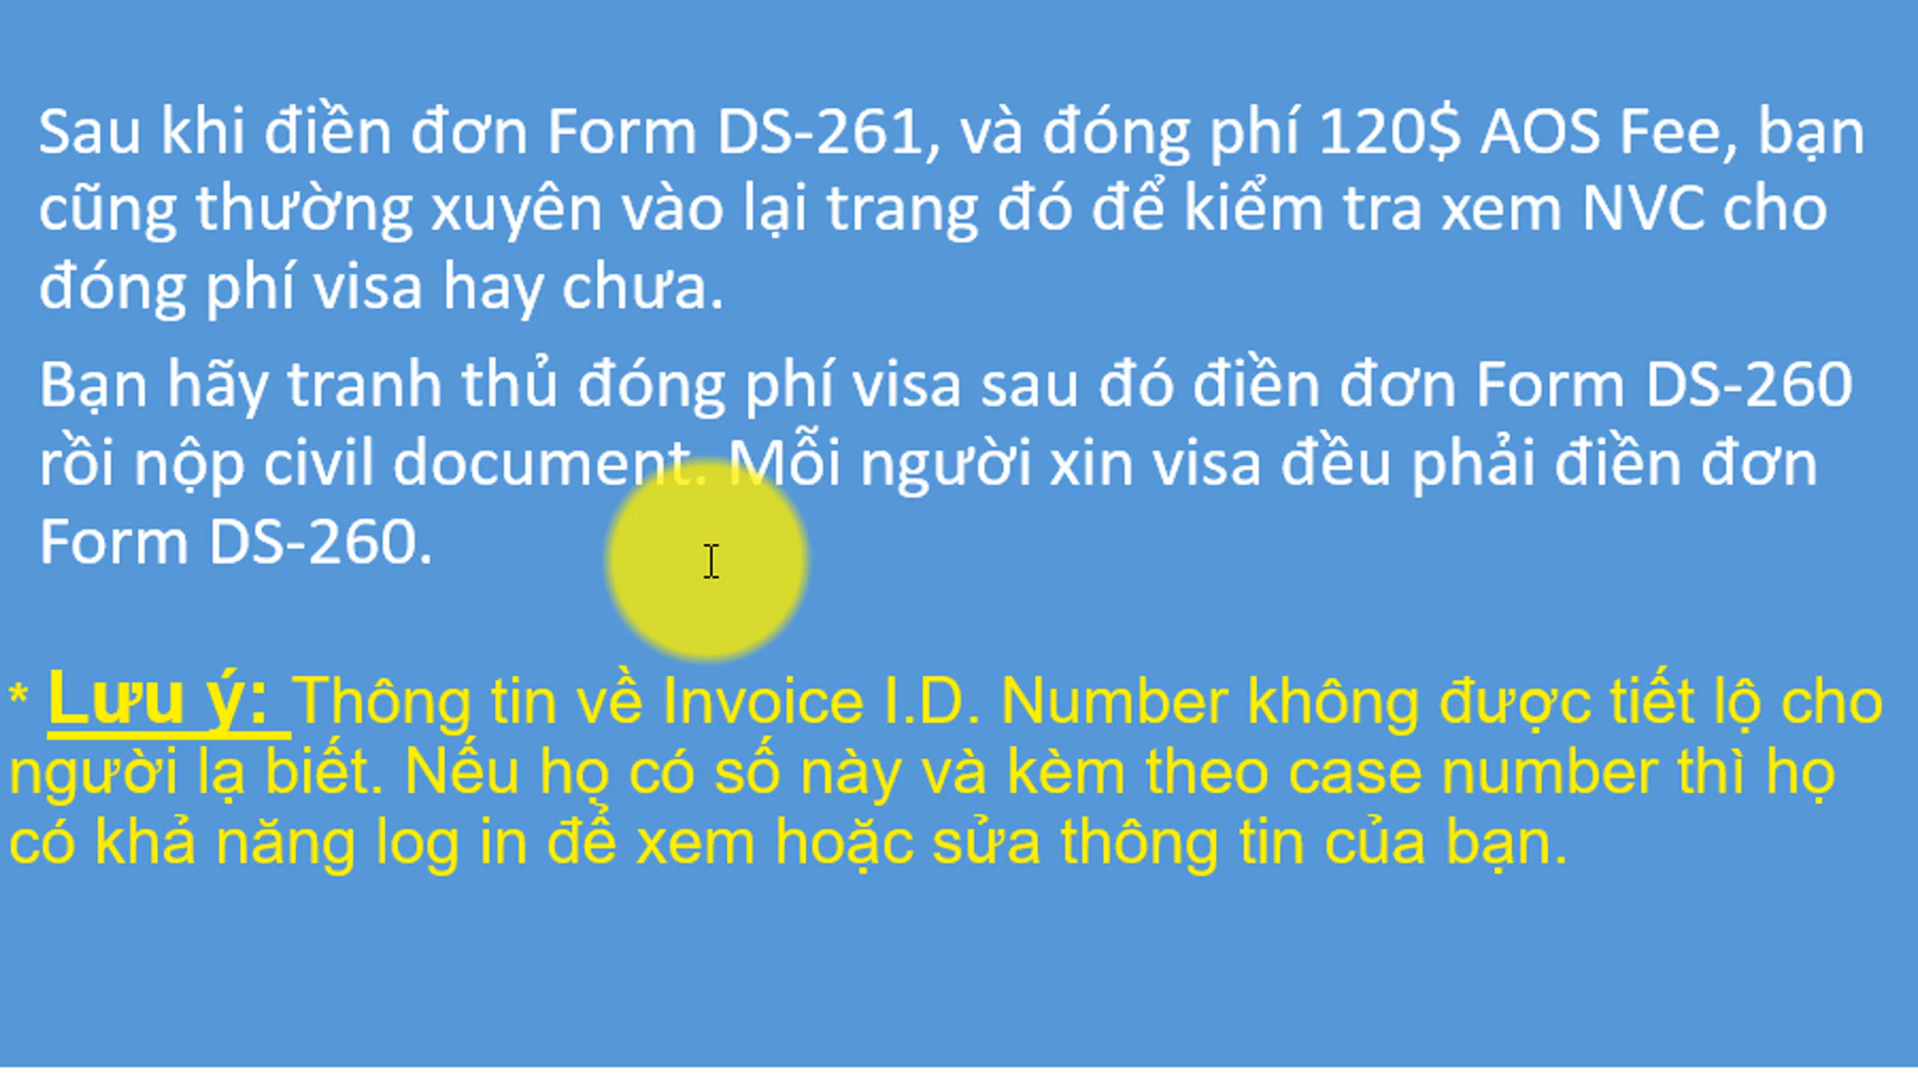 Sau khi điền đơn Form DS-261, và đóng phí 120$ AOS Fee, bạn
cũng thường xuyên vào lại trang đó để kiểm tra xem NVC cho
đóng phí visa hay chưa.
Bạn hãy tranh thủ đóng phí visa sau đó điền đơn Form DS-260
rồi nộp civil document. Mỗi người xin visa đều phải điền đơn
Form DS-260.
* Lưu ý: Thông tin về Invoice I.D. Number không được tiết lộ cho
người lạ biết. Nếu họ có số này và kèm theo case number thì họ
có khả năng log in để xem hoặc sửa thông tin của bạn.